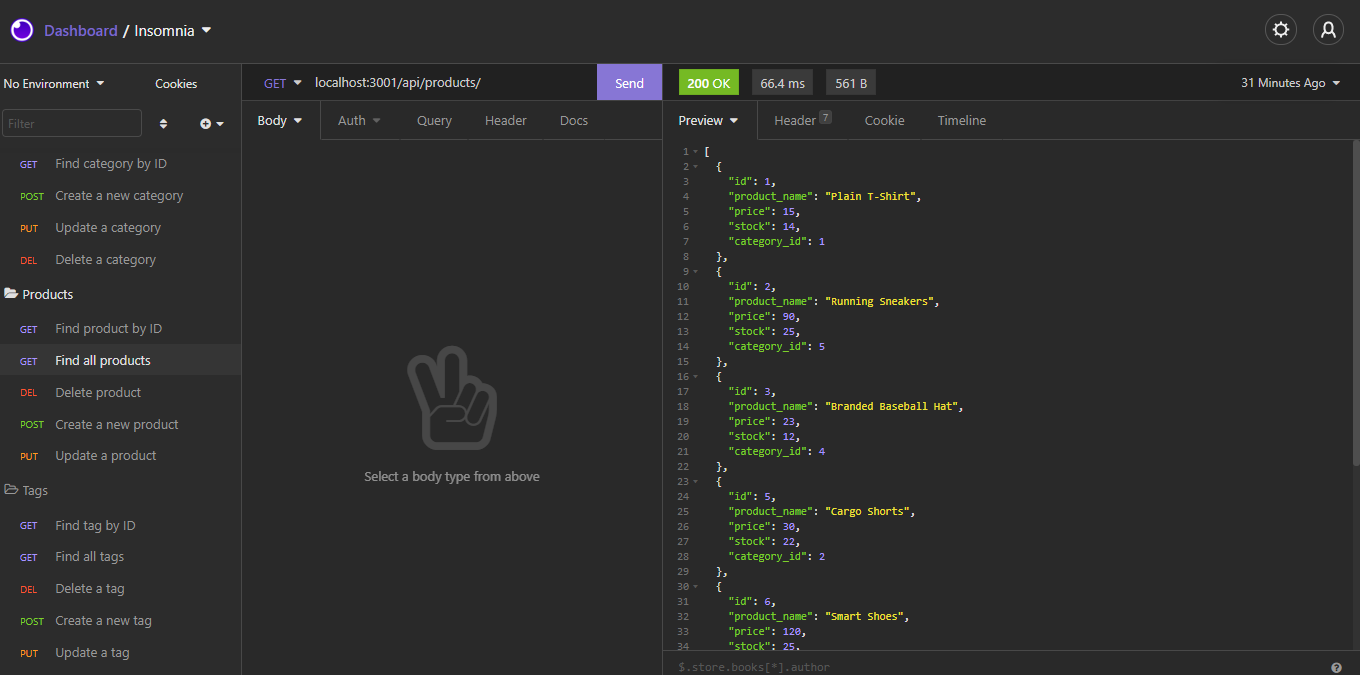 Dashboard / Insomnia
No Environment
Cookies
Filter
GET Find category by ID
POST Create a new category
PUT Update a category
DEL Delete a category
Products
GET Find product by ID
GET Find all products
DEL Delete product
POST Create a new product
PUT Update a product
Tags
GET Find tag by ID
GET Find all tags
DEL Delete a tag
POST Create a new tag
PUT Update a tag
GET localhost:3001/api/products/ Send
Body Auth Query Header Docs
Select a body type from above
200 OK 66.4 ms 561 B 31 Minutes Ago
Preview Header 7 Cookie Timeline
1 [
2 {
3 "id": 1,
4 "product_name": "Plain T-Shirt",
5 "price": 15,
6 "stock": 14,
7 "category_id": 1
8 },
9 {
10 "id": 2,
11 "product_name": "Running Sneakers",
12 "price": 90,
13 "stock": 25,
14 "category_id": 5
15 },
16 {
17 "id": 3,
18 "product_name": "Branded Baseball Hat",
19 "price": 23,
20 "stock": 12,
21 "category_id": 4
22 },
23 {
24 "id": 5,
25 "product_name": "Cargo Shorts",
26 "price": 30,
27 "stock": 22,
28 "category_id": 2
29 },
30 {
31 "id": 6,
32 "product_name": "Smart Shoes",
33 "price": 120,
34 "stock": 25,
$.store.books[*].author ?